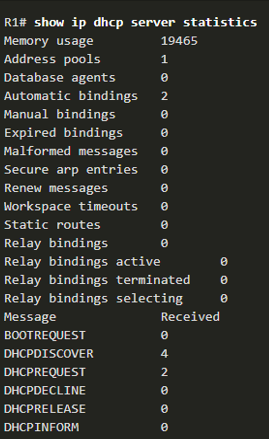 R1# show ip dhcp server statistics
Memory usage 19465
Address pools 1
Database agents 0
Automatic bindings 2
Manual bindings 0
Expired bindings 0
Malformed messages 0
Secure arp entries 0
Renew messages 0
Workspace timeouts 0
Static routes 0
Relay bindings 0
Relay bindings active 0
Relay bindings terminated 0
Relay bindings selecting 0
Message Received
BOOTREQUEST 0
DHCPDISCOVER 4
DHCPREQUEST 2
DHCPDECLINE 0
DHCPRELEASE 0
DHCPINFORM 0